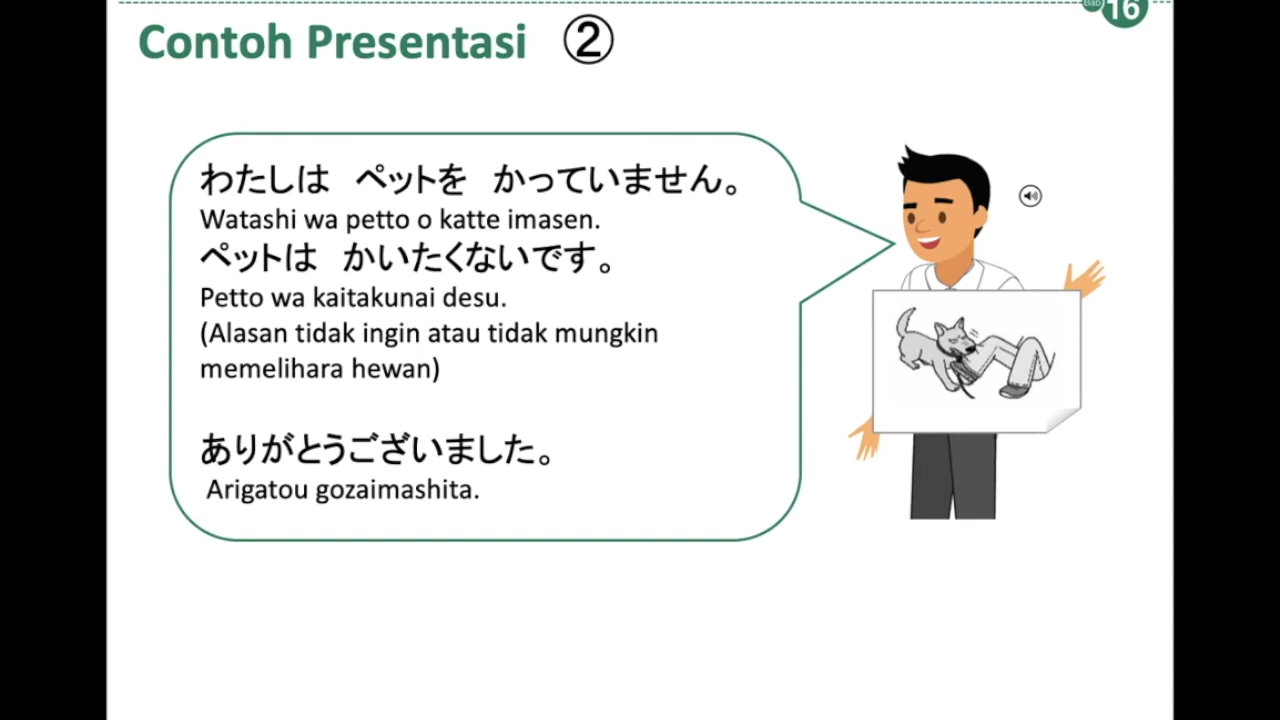 Bab 16
Contoh Presentasi ②
わたしは　ペットを　かっていません。
Watashi wa petto o katte imasen.
ペットは　かいたくないです。
Petto wa kaitakunai desu.
(Alasan tidak ingin atau tidak mungkin
memelihara hewan)
ありがとうございました。
Arigatou gozaimashita.